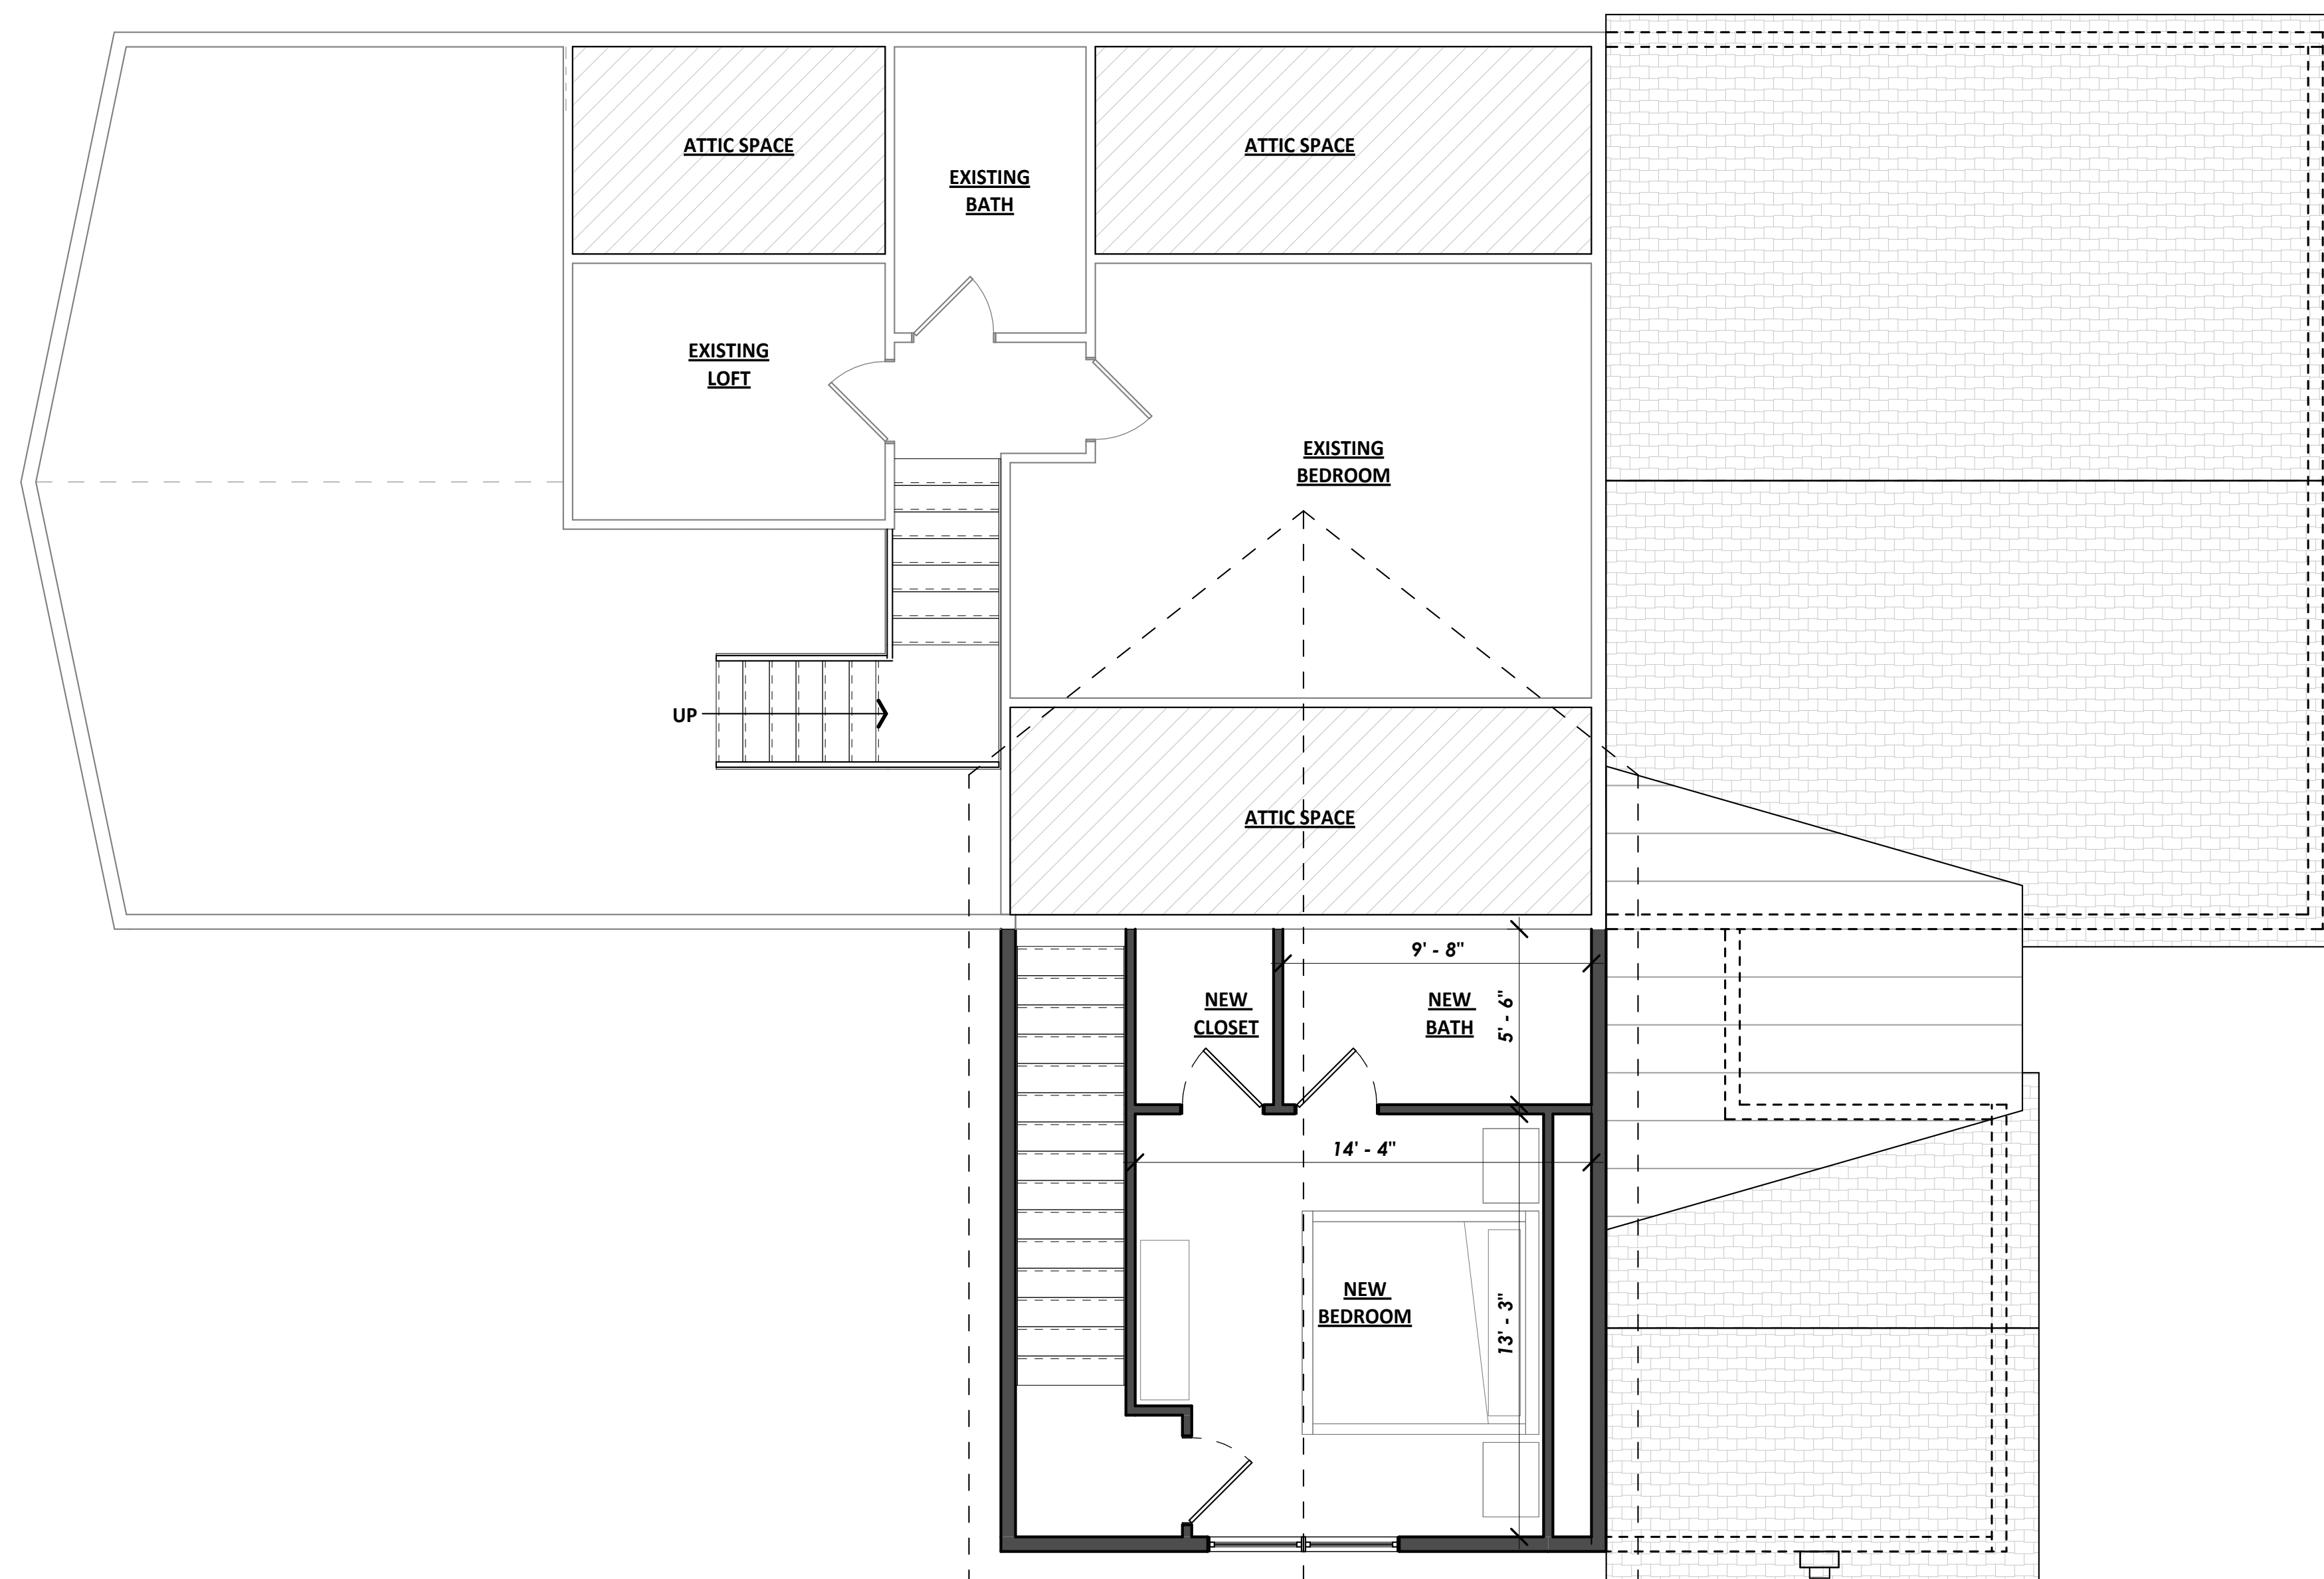 ATTIC SPACE
ATTIC SPACE
EXISTING
BATH
EXISTING
LOFT
EXISTING
BEDROOM
UP
ATTIC SPACE
9' - 8"
NEW
CLOSET
NEW
BATH
5' - 6"
14' - 4"
NEW
BEDROOM
13' - 3"